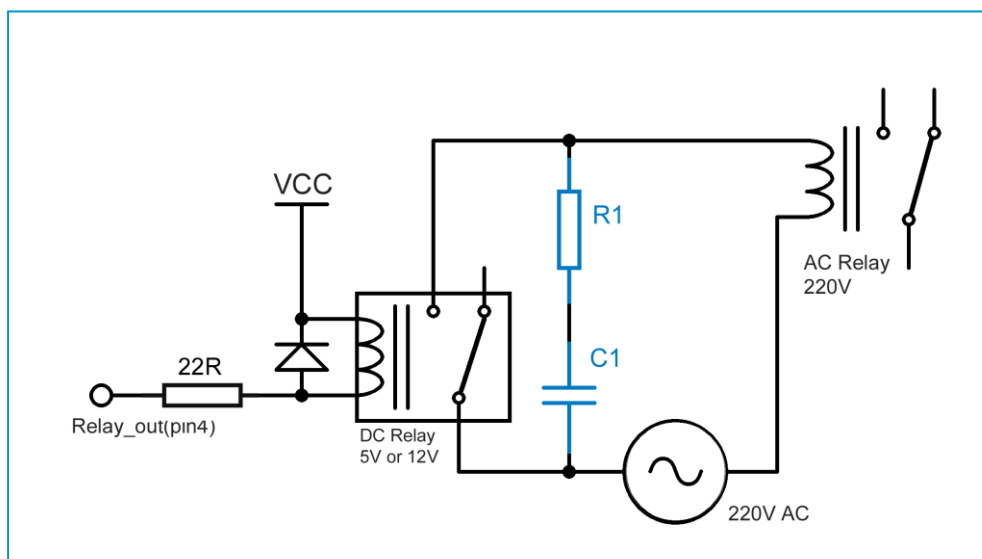 VCC
R1
AC Relay
220V
C1
22R
Relay_out(pin4)
DC Relay
5V or 12V
220V AC